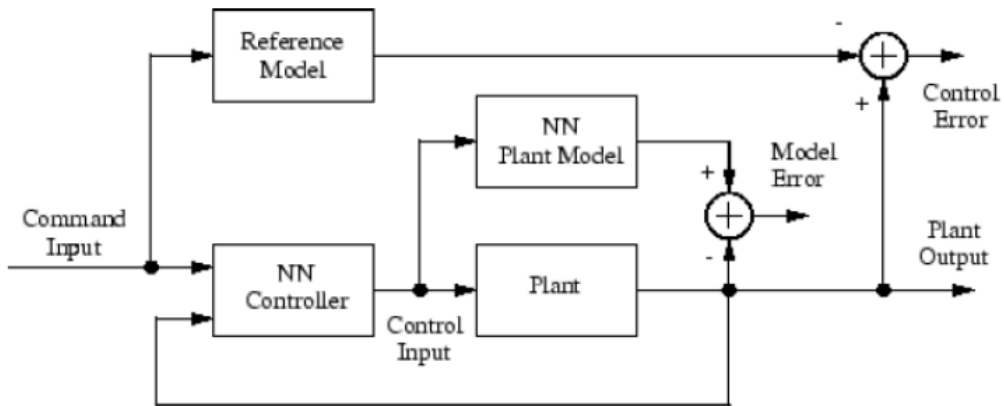 -
Reference
Model
+
Control
Error
NN
Plant Model
Model
Error
+
Command
Input
Plant
Output
-
NN
Controller
Plant
Control
Input